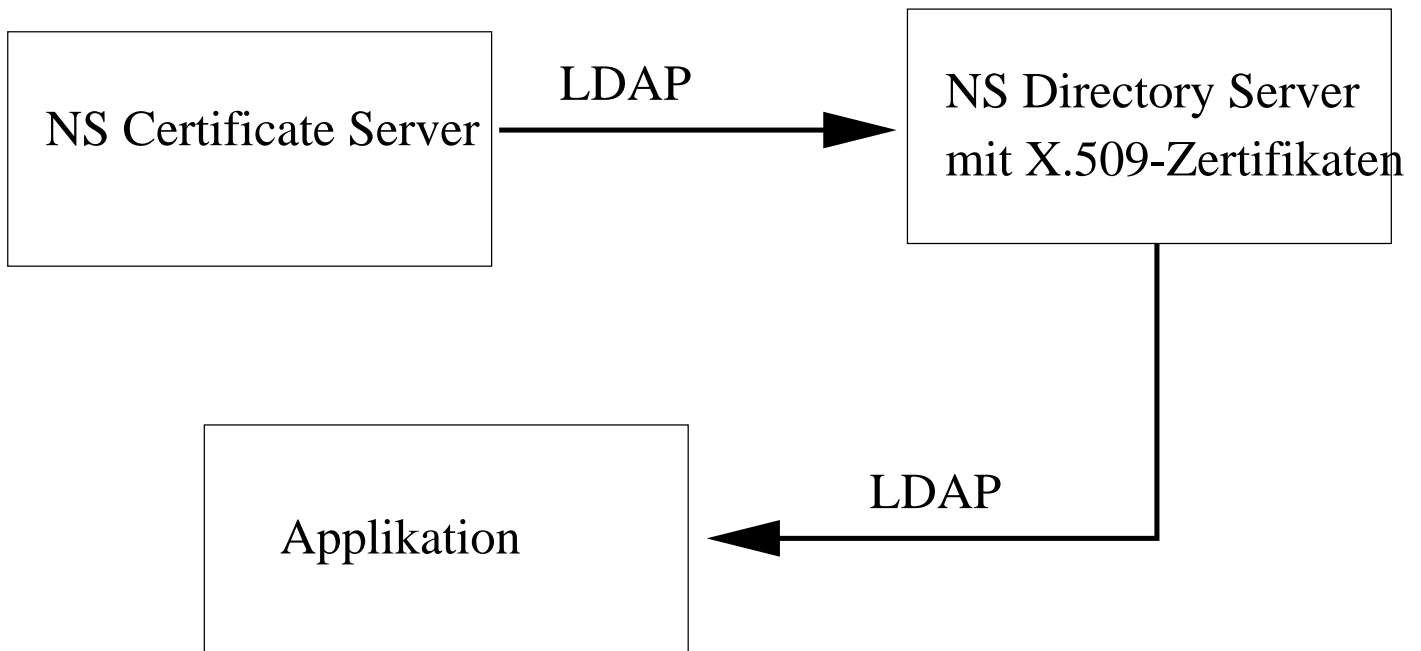 LDAP
NS Certificate Server
NS Directory Server
mit X.509-Zertifikaten
LDAP
Applikation